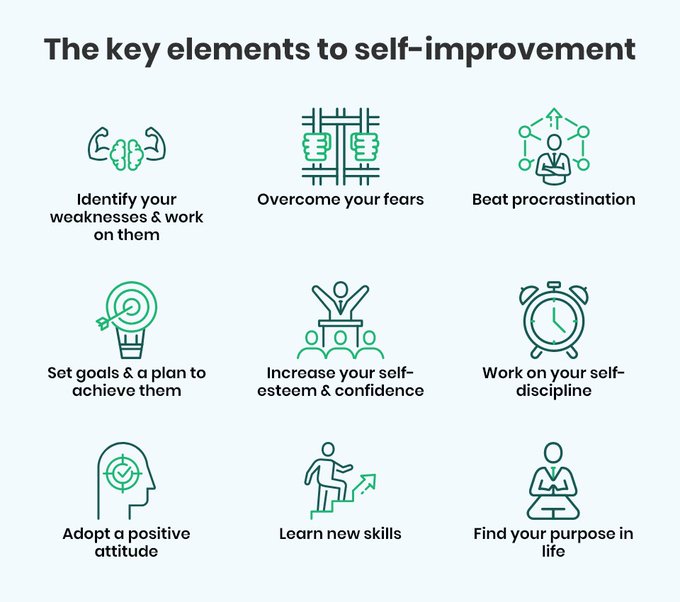 The key elements to self-improvement
Identify your
weaknesses & work
on them
Overcome your fears
Beat procrastination
Set goals & a plan to
achieve them
Increase your self-
esteem & confidence
Work on your self-
discipline
Adopt a positive
attitude
Learn new skills
Find your purpose in
life